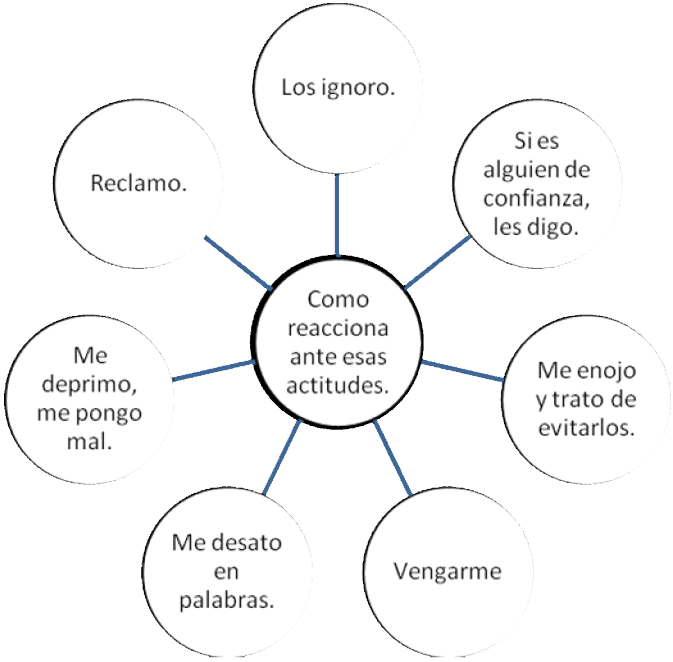 Los ignoro.
Si es
alguien de
confianza,
les digo.
Reclamo.
Como
reacciona
ante esas
actitudes.
Me
deprimo,
me pongo
mal.
Me enojo
y trato de
evitarlos.
Me desato
en
palabras.
Vengarme